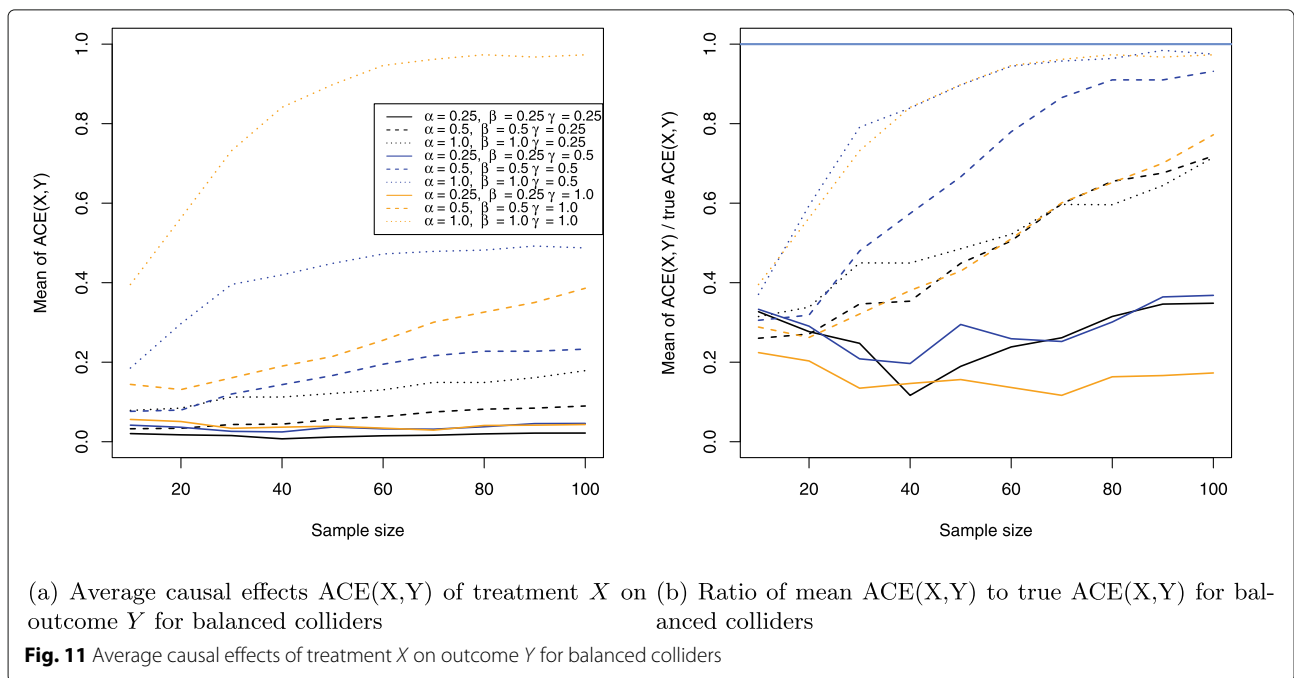 1.0
0.8
0.6
0.4
0.2
0.0
Mean of ACE(X,Y)
α = 0.25, β = 0.25 γ = 0.25
α = 0.5, β = 0.5 γ = 0.25
α = 1.0, β = 1.0 γ = 0.25
α = 0.25, β = 0.25 γ = 0.5
α = 0.5, β = 0.5 γ = 0.5
α = 1.0, β = 1.0 γ = 0.5
α = 0.25, β = 0.25 γ = 1.0
α = 0.5, β = 0.5 γ = 1.0
α = 1.0, β = 1.0 γ = 1.0
20 40 60 80 100
Sample size
1.0
0.8
0.6
0.4
0.2
0.0
Mean of ACE(X,Y) / true ACE(X,Y)
20 40 60 80 100
Sample size
(a) Average causal effects ACE(X,Y) of treatment X on
outcome Y for balanced colliders
(b) Ratio of mean ACE(X,Y) to true ACE(X,Y) for bal-
anced colliders
Fig. 11 Average causal effects of treatment X on outcome Y for balanced colliders